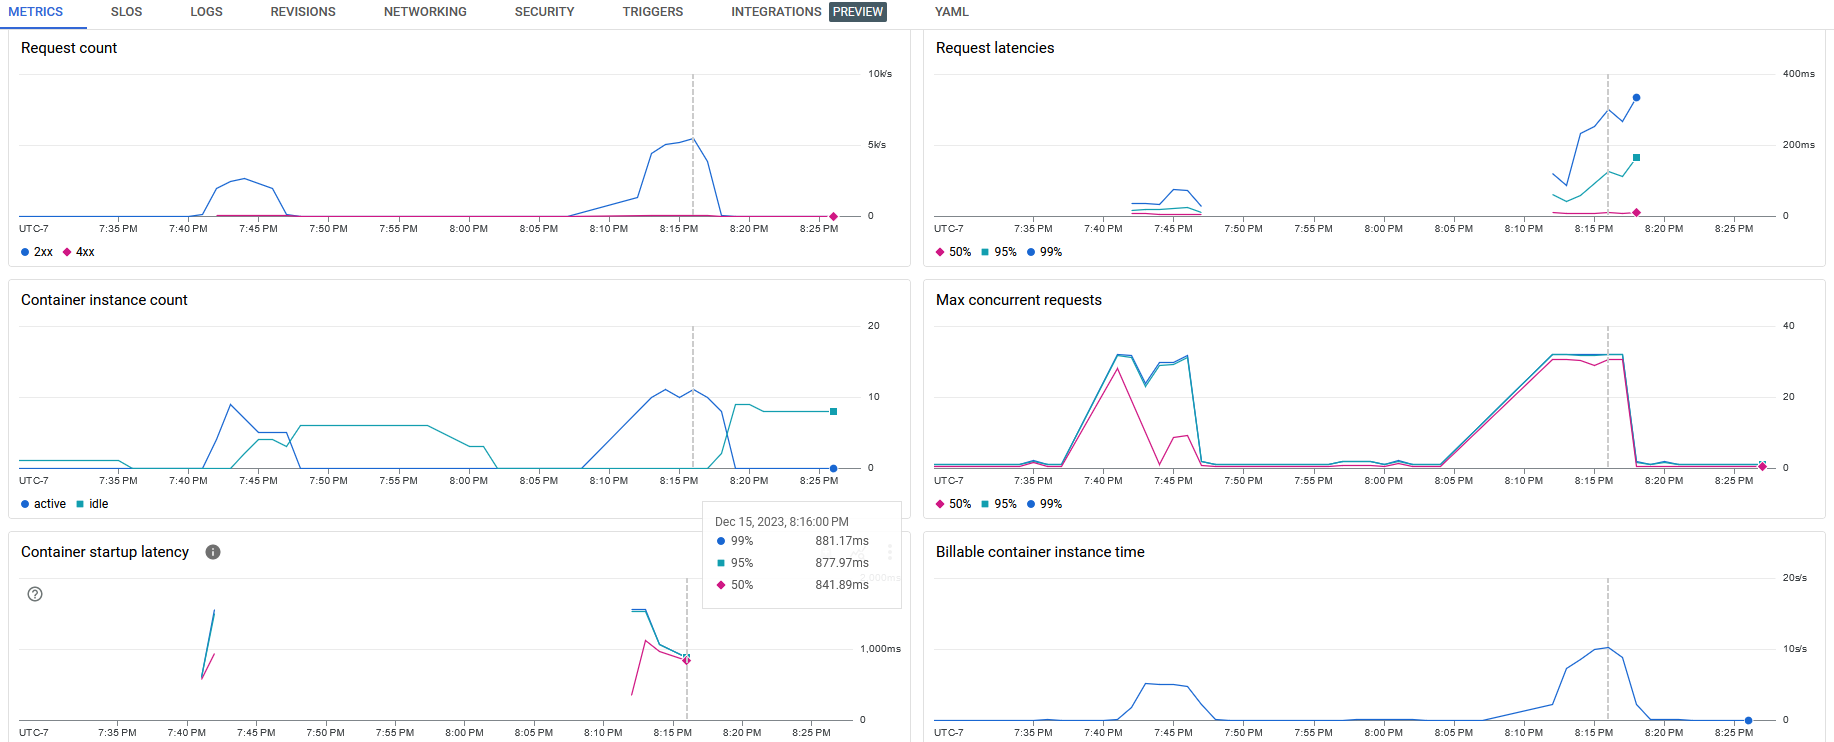 METRICS SLOS LOGS REVISIONS NETWORKING SECURITY TRIGGERS INTEGRATIONS PREVIEW YAML
Request count
10k/s
5k/s
0
UTC-7 7:35 PM 7:40 PM 7:45 PM 7:50 PM 7:55 PM 8:00 PM 8:05 PM 8:10 PM 8:15 PM 8:20 PM 8:25 PM
2xx 4xx
Request latencies
400ms
200ms
0
UTC-7 7:35 PM 7:40 PM 7:45 PM 7:50 PM 7:55 PM 8:00 PM 8:05 PM 8:10 PM 8:15 PM 8:20 PM 8:25 PM
50% 95% 99%
Container instance count
20
10
0
UTC-7 7:35 PM 7:40 PM 7:45 PM 7:50 PM 7:55 PM 8:00 PM 8:05 PM 8:10 PM 8:15 PM 8:20 PM 8:25 PM
active idle
Max concurrent requests
40
20
0
UTC-7 7:35 PM 7:40 PM 7:45 PM 7:50 PM 7:55 PM 8:00 PM 8:05 PM 8:10 PM 8:15 PM 8:20 PM 8:25 PM
50% 95% 99%
Container startup latency
Dec 15, 2023, 8:16:00 PM
99% 881.17ms
95% 877.97ms
50% 841.89ms
1,000ms
0
UTC-7 7:35 PM 7:40 PM 7:45 PM 7:50 PM 7:55 PM 8:00 PM 8:05 PM 8:10 PM 8:15 PM 8:20 PM 8:25 PM
Billable container instance time
20s/s
10s/s
0
UTC-7 7:35 PM 7:40 PM 7:45 PM 7:50 PM 7:55 PM 8:00 PM 8:05 PM 8:10 PM 8:15 PM 8:20 PM 8:25 PM